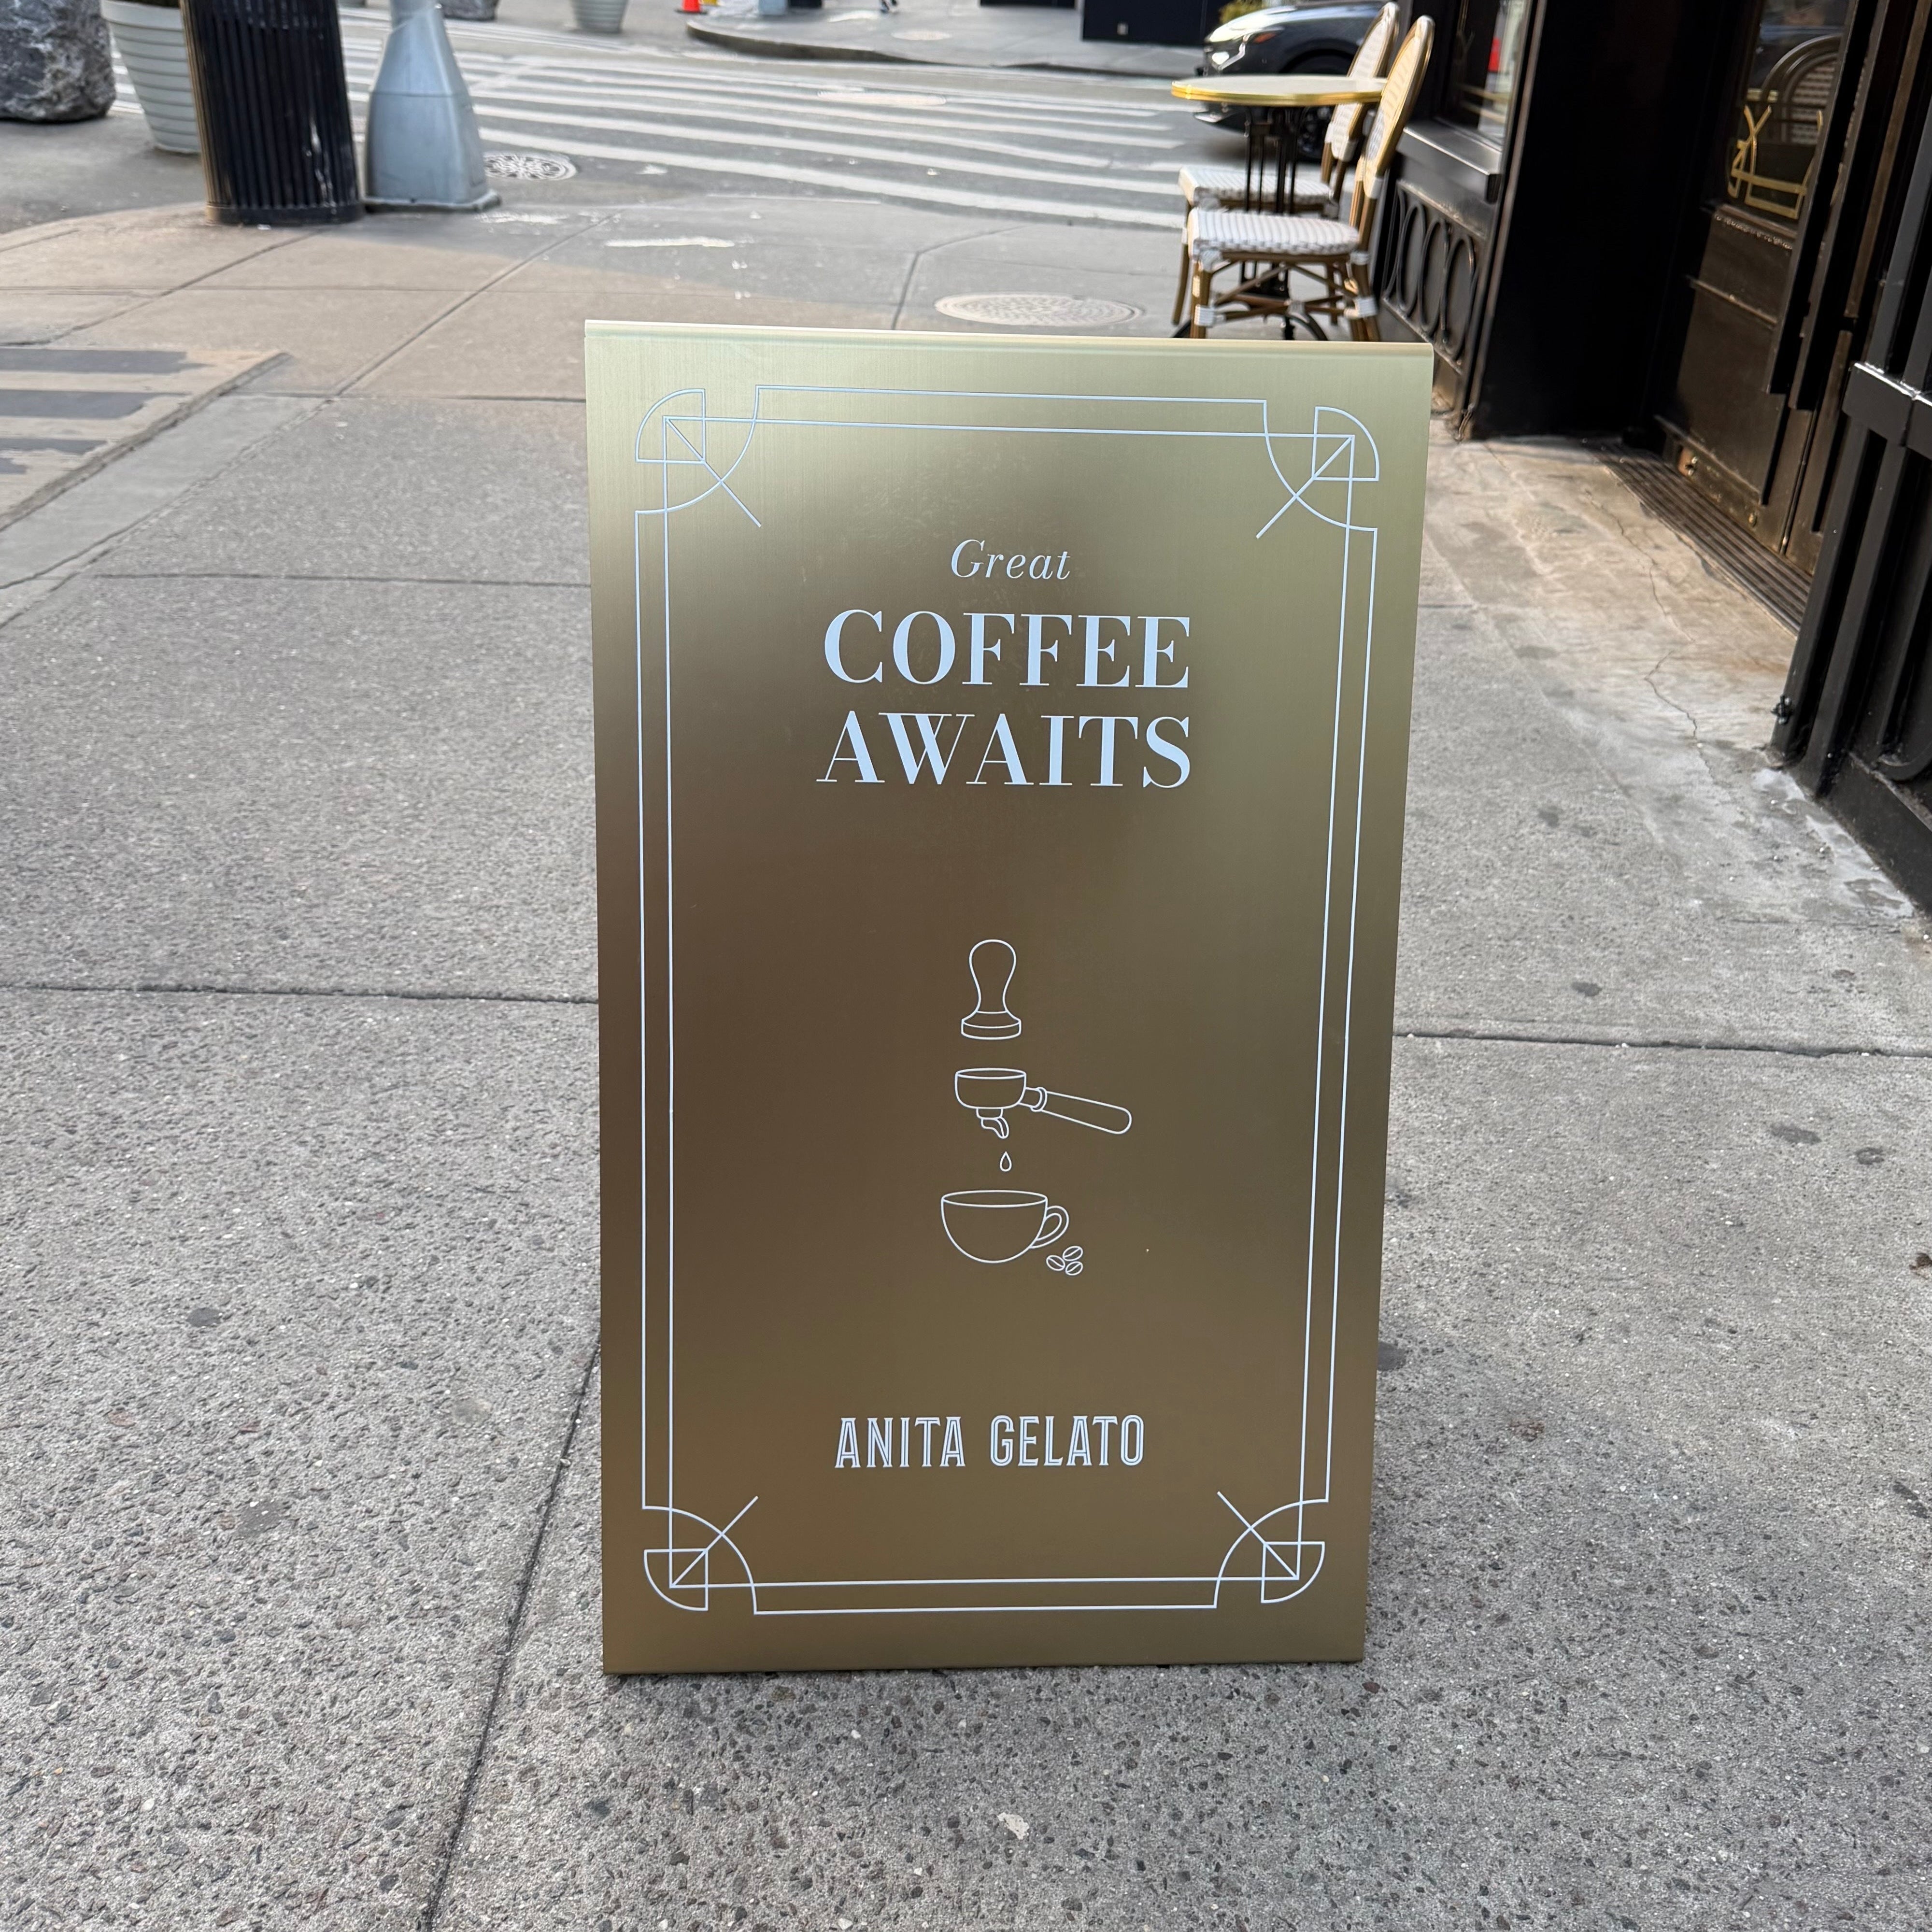 Great
COFFEE
AWAITS
ANITA GELATO